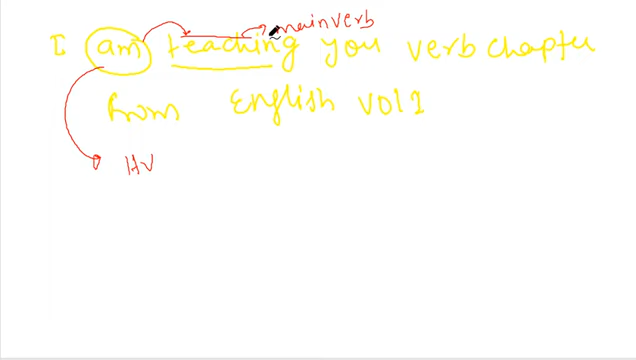 main verb
I am teaching you verb chapter
from English vol 1
HV